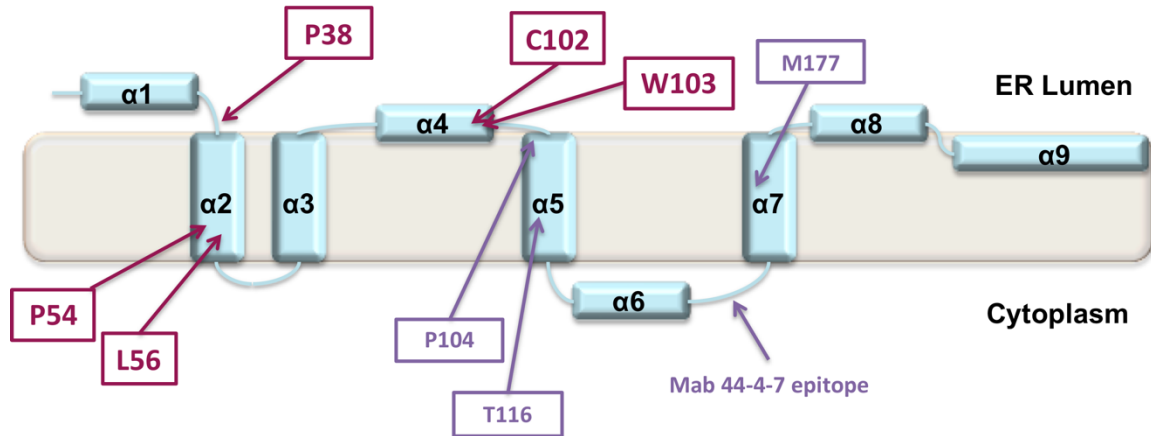 P38
C102
W103
M177
ER Lumen
α1
α4
α8
α9
α2
α3
α5
α7
α6
P54
L56
P104
T116
Mab 44-4-7 epitope
Cytoplasm